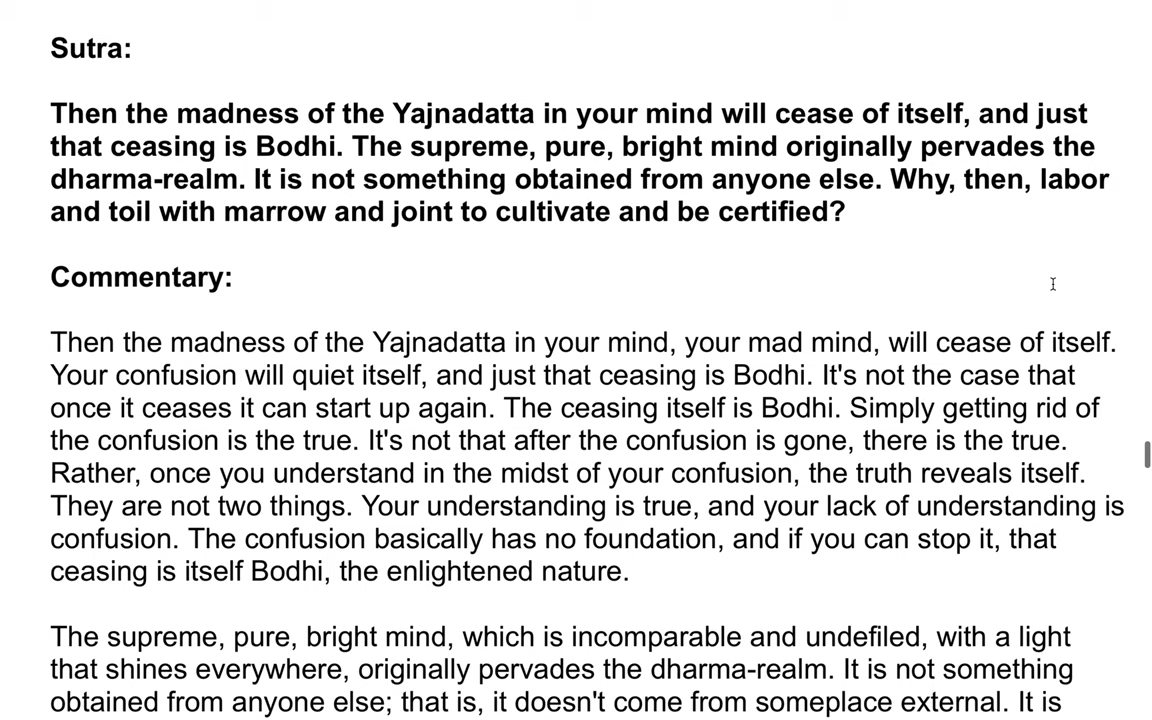 Sutra:
Then the madness of the Yajnadatta in your mind will cease of itself, and just
that ceasing is Bodhi. The supreme, pure, bright mind originally pervades the
dharma-realm. It is not something obtained from anyone else. Why, then, labor
and toil with marrow and joint to cultivate and be certified?
Commentary:
Then the madness of the Yajnadatta in your mind, your mad mind, will cease of itself.
Your confusion will quiet itself, and just that ceasing is Bodhi. It's not the case that
once it ceases it can start up again. The ceasing itself is Bodhi. Simply getting rid of
the confusion is the true. It's not that after the confusion is gone, there is the true.
Rather, once you understand in the midst of your confusion, the truth reveals itself.
They are not two things. Your understanding is true, and your lack of understanding is
confusion. The confusion basically has no foundation, and if you can stop it, that
ceasing is itself Bodhi, the enlightened nature.
The supreme, pure, bright mind, which is incomparable and undefiled, with a light
that shines everywhere, originally pervades the dharma-realm. It is not something
obtained from anyone else; that is, it doesn't come from someplace external. It is